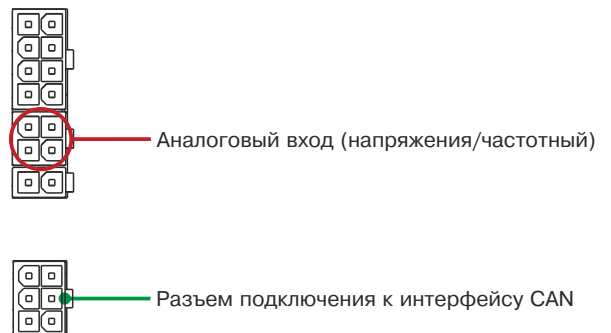 Аналоговый вход (напряжения/частотный)
Разъем подключения к интерфейсу CAN